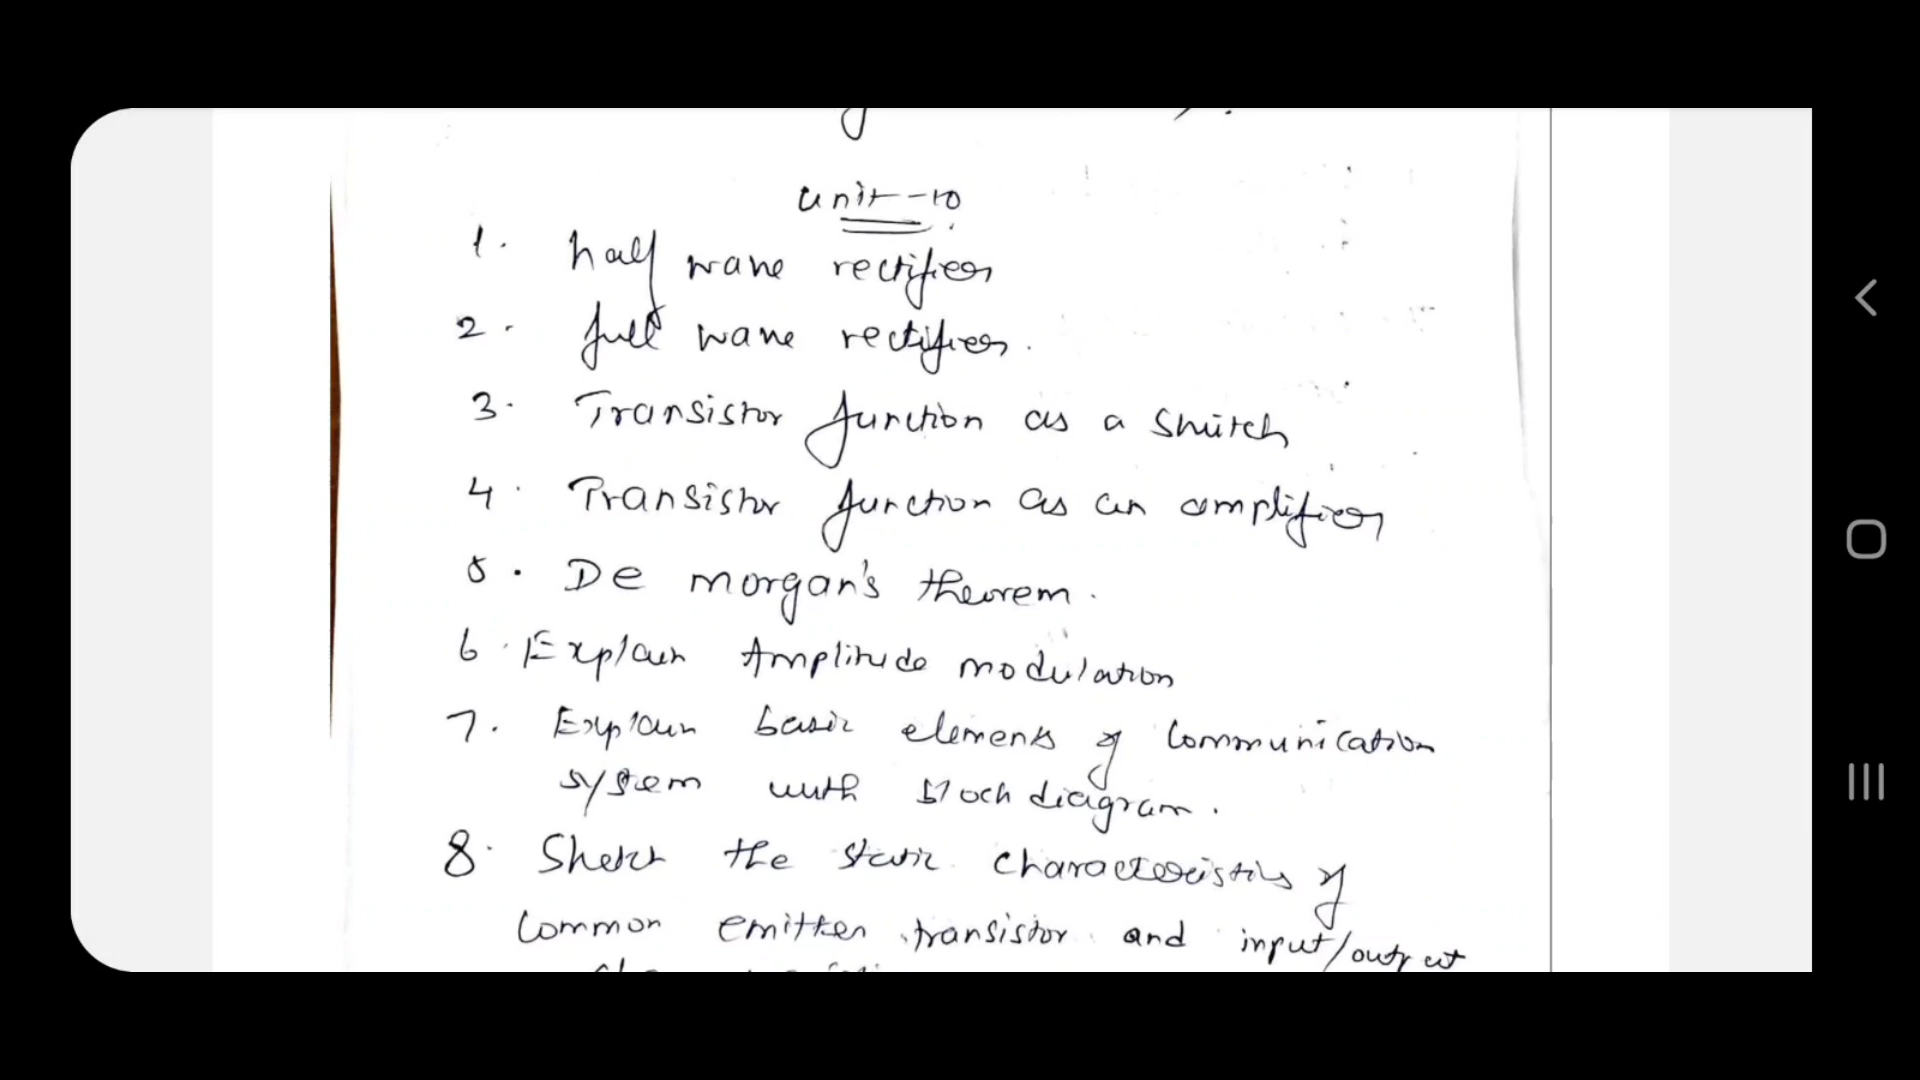 unit-10
1. half wave rectifier
2. full wave rectifier.
3. Transistor function as a Switch
4. Transistor function as an amplifier
5. De morgan's theorem.
6. Explain Amplitude modulation
7. Explain basic elements of Communication
system with block diagram.
8. Sketch the static characteristics of
Common emitter transistor and input/output